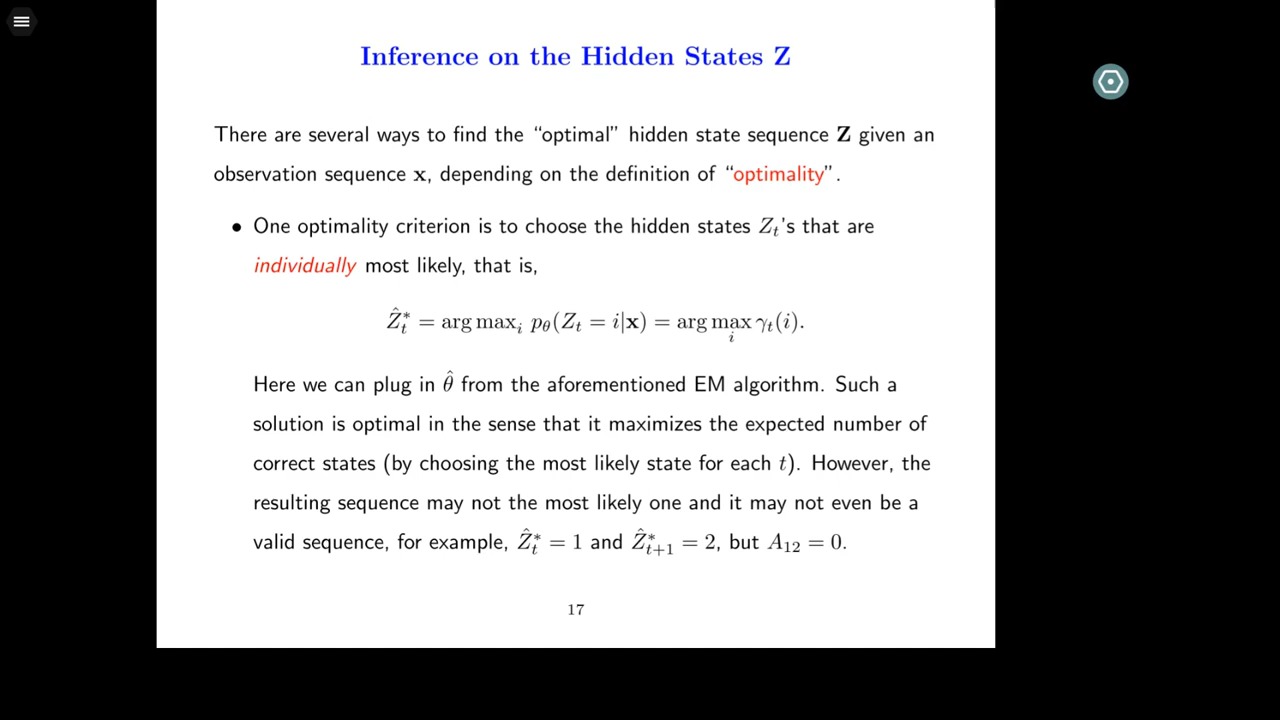 Inference on the Hidden States Z
There are several ways to find the “optimal” hidden state sequence Z given an
observation sequence x, depending on the definition of “optimality”.
• One optimality criterion is to choose the hidden states Z_t's that are
individually most likely, that is,
Ẑ*_t = arg max_i p_θ(Z_t = i|x) = arg max_i γ_t(i).
Here we can plug in θ̂ from the aforementioned EM algorithm. Such a
solution is optimal in the sense that it maximizes the expected number of
correct states (by choosing the most likely state for each t). However, the
resulting sequence may not the most likely one and it may not even be a
valid sequence, for example, Ẑ*_t = 1 and Ẑ*_{t+1} = 2, but A_12 = 0.
17